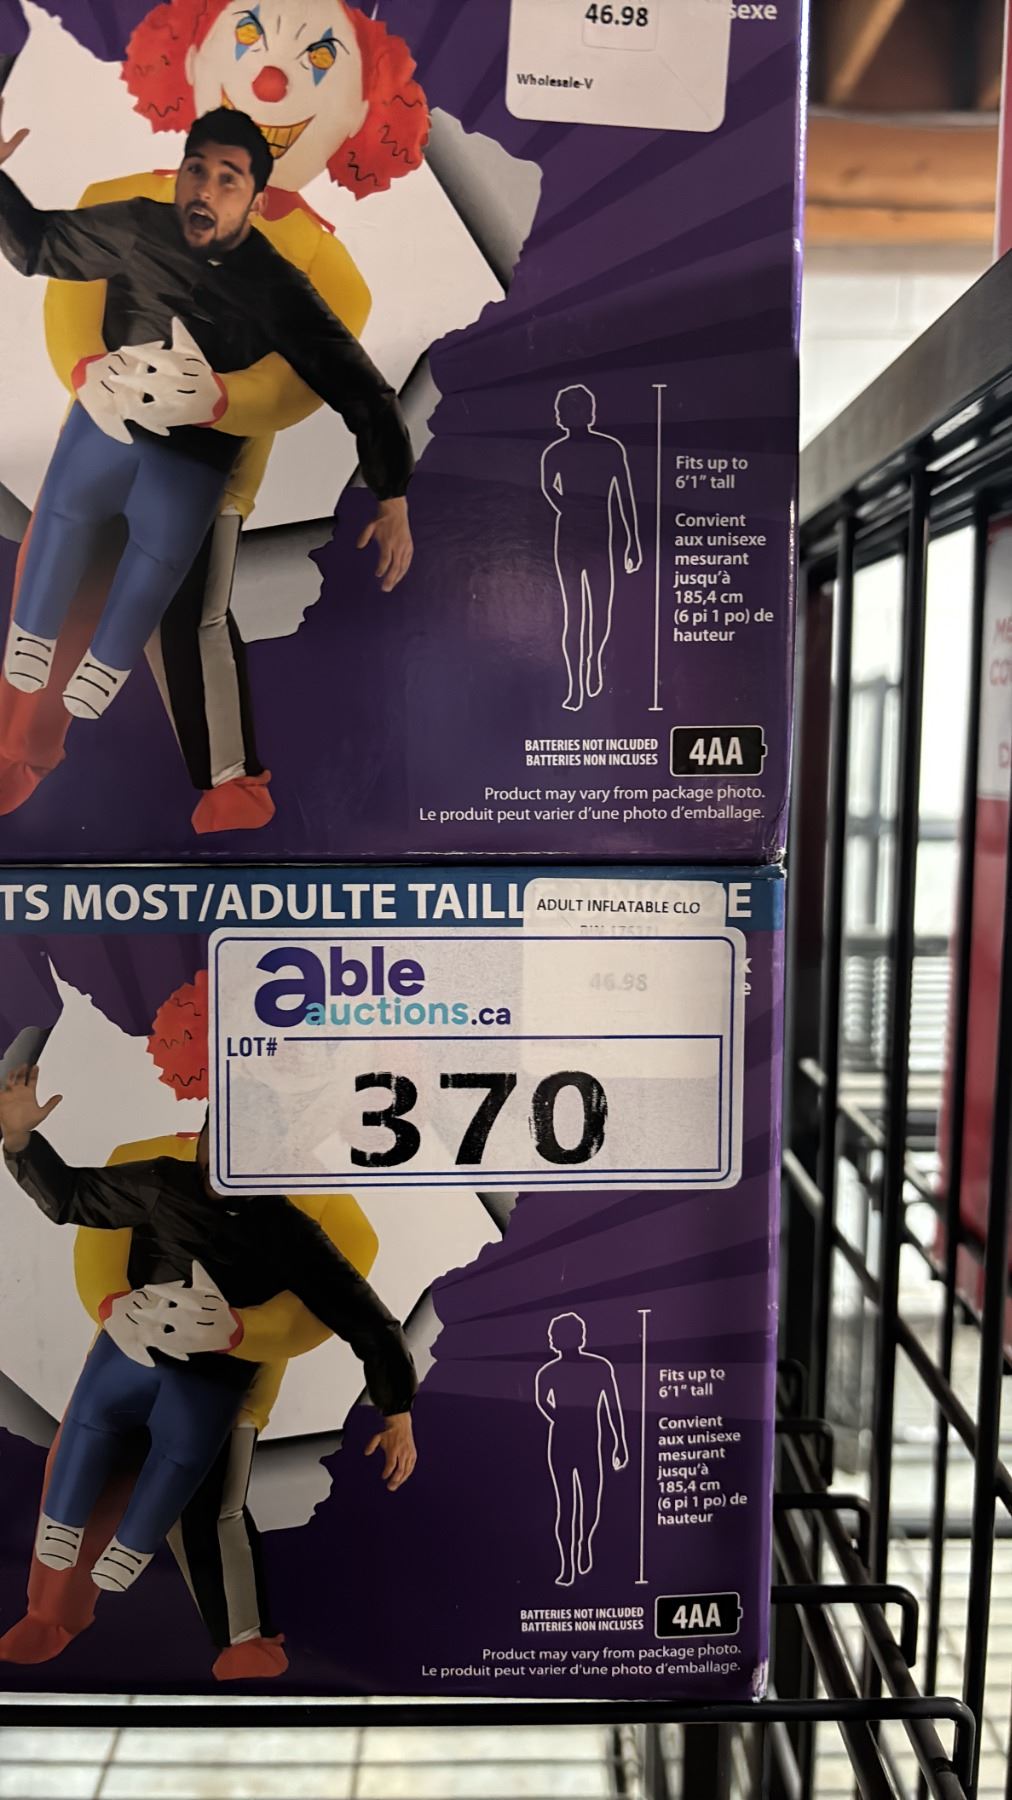 46.98
sexe
Wholesale-V
Fits up to
6'1" tall
Convient
aux unisexe
mesurant
jusqu'à
185,4 cm
(6 pi 1 po) de
hauteur
BATTERIES NOT INCLUDED
BATTERIES NON INCLUSES
4AA
Product may vary from package photo.
Le produit peut varier d'une photo d'emballage.
TS MOST/ADULTE TAILL
E
ADULT INFLATABLE CLO
46.98
able
auctions.ca
LOT#
370
Fits up to
6'1" tall
Convient
aux unisexe
mesurant
jusqu'à
185,4 cm
(6 pi 1 po) de
hauteur
BATTERIES NOT INCLUDED
BATTERIES NON INCLUSES
4AA
Product may vary from package photo.
Le produit peut varier d'une photo d'emballage.